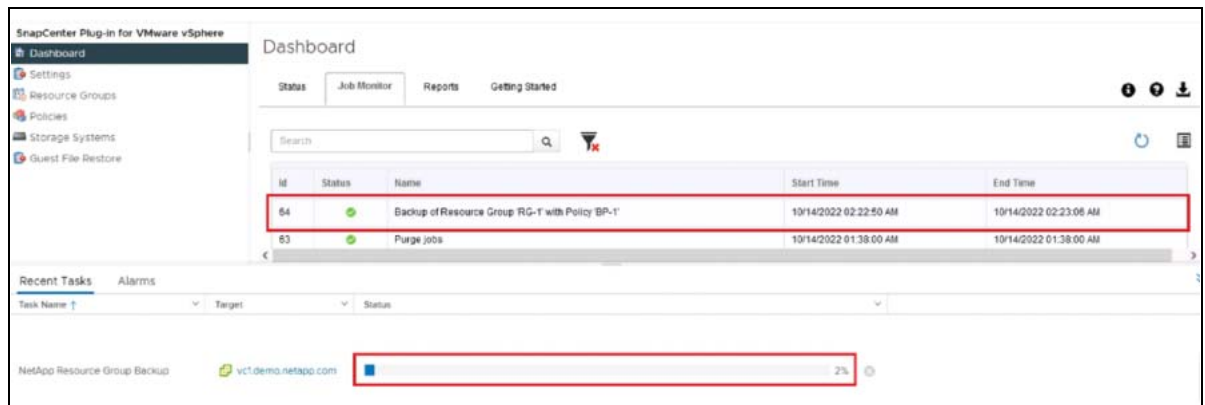 SnapCenter Plug-in for VMware vSphere
Dashboard
Settings
Resource Groups
Policies
Storage Systems
Guest File Restore
Dashboard
Status Job Monitor Reports Getting Started
Search
Id Status Name Start Time End Time
64 Backup of Resource Group 'RG-1' with Policy 'BP-1' 10/14/2022 02:22:50 AM 10/14/2022 02:23:06 AM
63 Purge jobs 10/14/2022 01:38:00 AM 10/14/2022 01:38:00 AM
Recent Tasks Alarms
Task Name Target Status
NetApp Resource Group Backup vc1.demo.netapp.com 2%